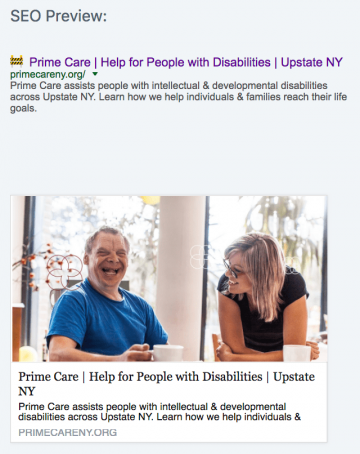 SEO Preview:
Prime Care | Help for People with Disabilities | Upstate NY
primecareny.org/
Prime Care assists people with intellectual & developmental disabilities
across Upstate NY. Learn how we help individuals & families reach their life
goals.
Prime Care | Help for People with Disabilities | Upstate
NY
Prime Care assists people with intellectual & developmental
disabilities across Upstate NY. Learn how we help individuals &
PRIMECARENY.ORG